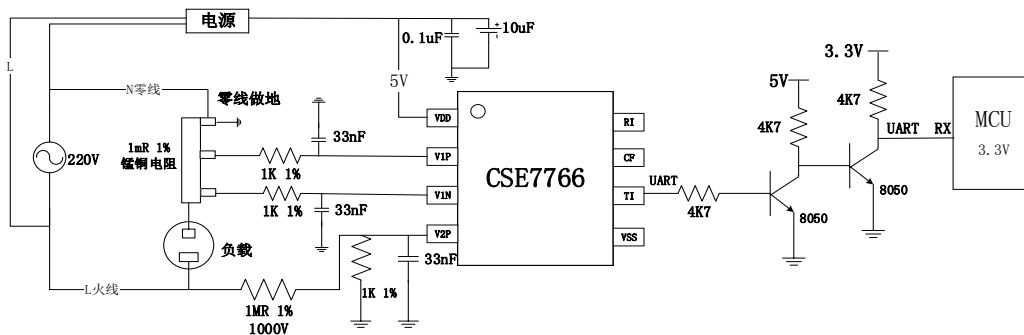 电源
0.1uF
10uF
5V
L
N零线
零线做地
220V
1mR 1%
锰铜电阻
33nF
1K 1%
1K 1%
33nF
负载
L火线
1MR 1%
1000V
1K 1%
33nF
VDD
V1P
V1N
V2P
CSE7766
RI
CF
TI
VSS
UART
4K7
5V
4K7
8050
3.3V
4K7
UART RX
8050
MCU
3.3V